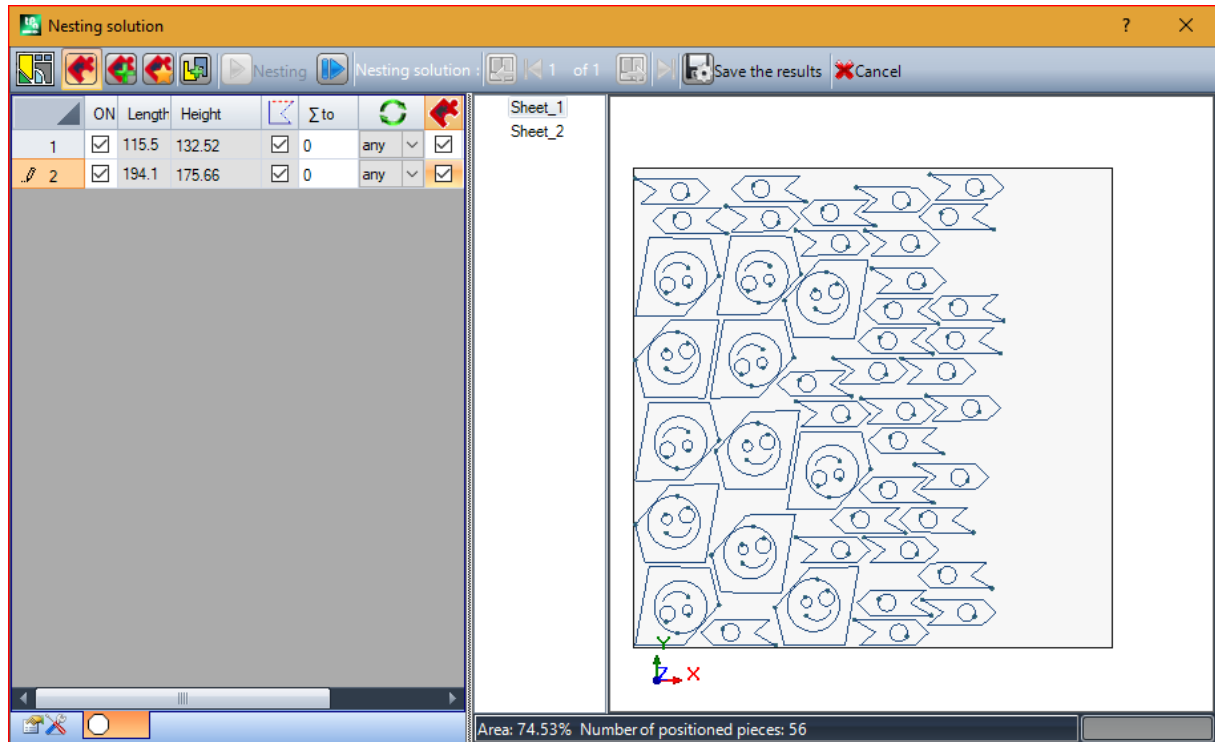 Nesting solution ?
Nesting Nesting solution : 1 of 1 Save the results Cancel
ON Length Height Σ to
1 115.5 132.52 0 any
2 194.1 175.66 0 any
Sheet_1
Sheet_2
Y
Z X
Area: 74.53% Number of positioned pieces: 56